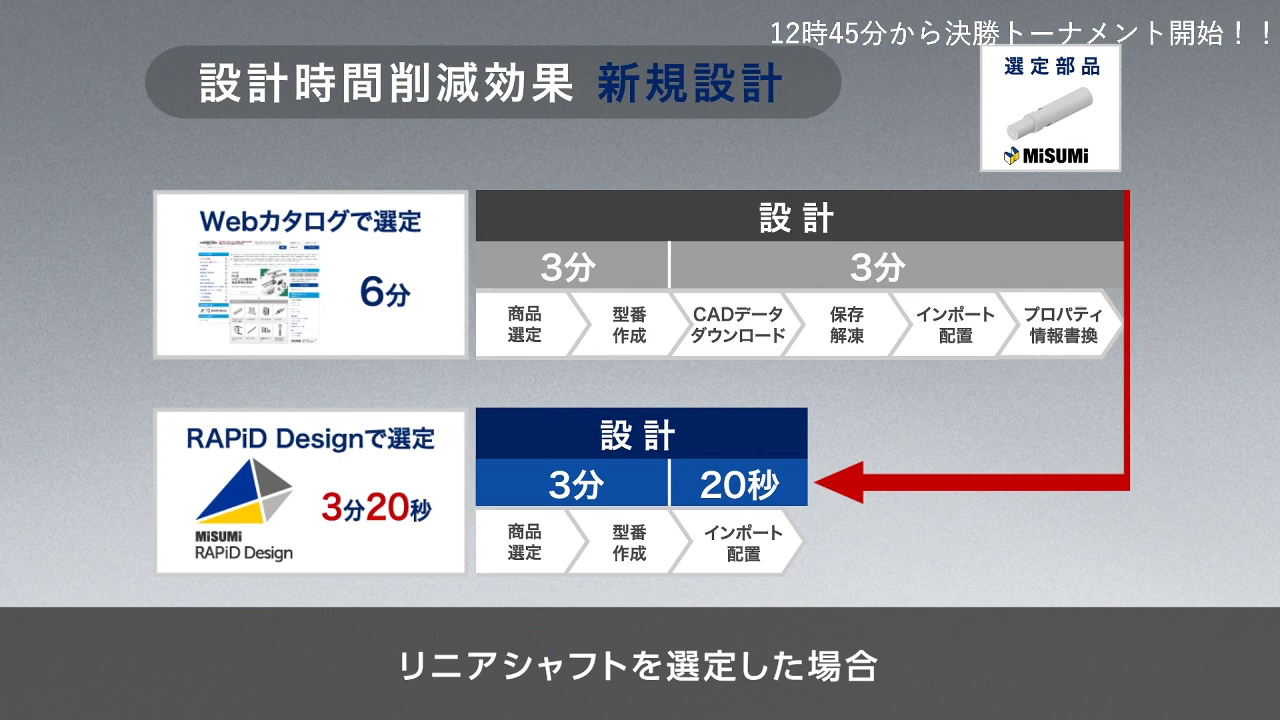 12時45分から決勝トーナメント開始！！
設計時間削減効果 新規設計
選定部品
MiSUMi
Webカタログで選定
6分
設計
3分 3分
商品選定
型番作成
CADデータダウンロード
保存解凍
インポート配置
プロパティ情報書換
RAPiD Designで選定
MiSUMi
RAPiD Design
3分20秒
設計
3分 20秒
商品選定
型番作成
インポート配置
リニアシャフトを選定した場合